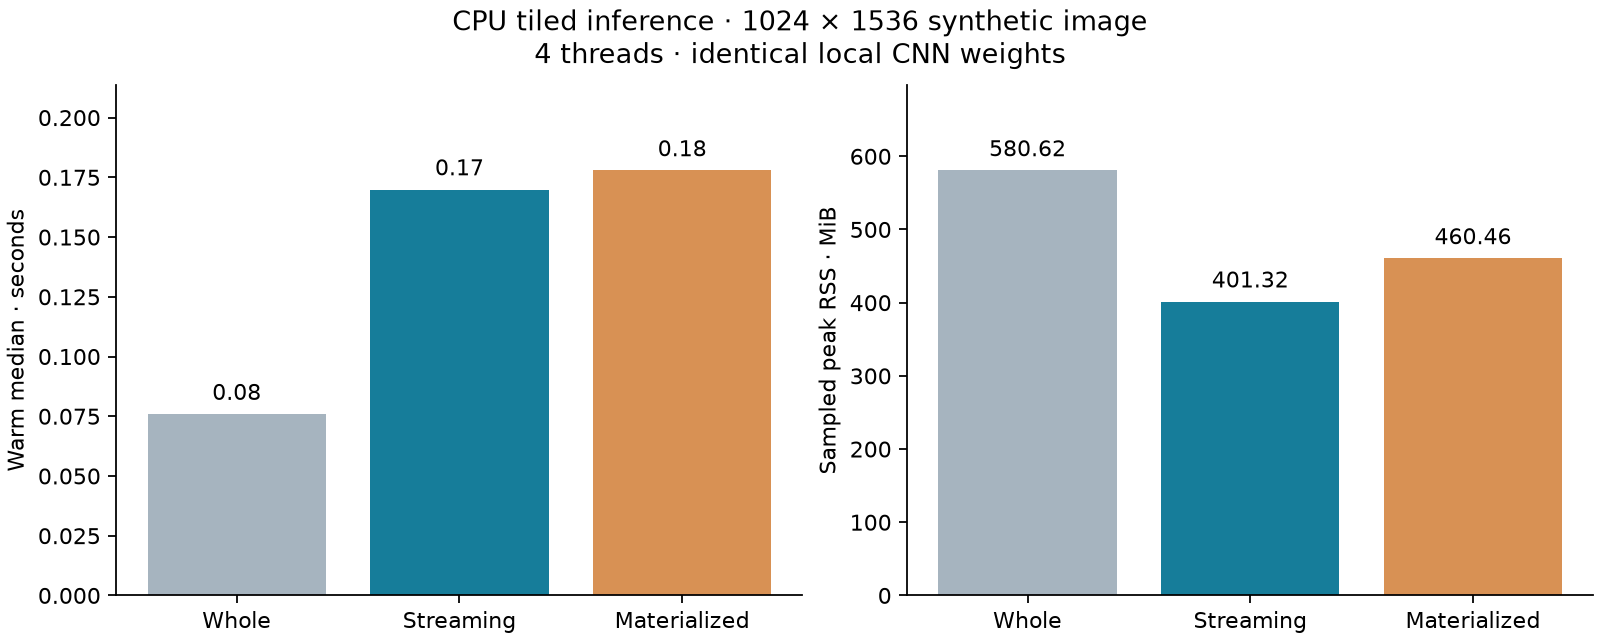 CPU tiled inference · 1024 × 1536 synthetic image
4 threads · identical local CNN weights
Warm median · seconds
0.200
0.175
0.150
0.125
0.100
0.075
0.050
0.025
0.000
0.08
0.17
0.18
Whole
Streaming
Materialized
Sampled peak RSS · MiB
600
500
400
300
200
100
0
580.62
401.32
460.46
Whole
Streaming
Materialized